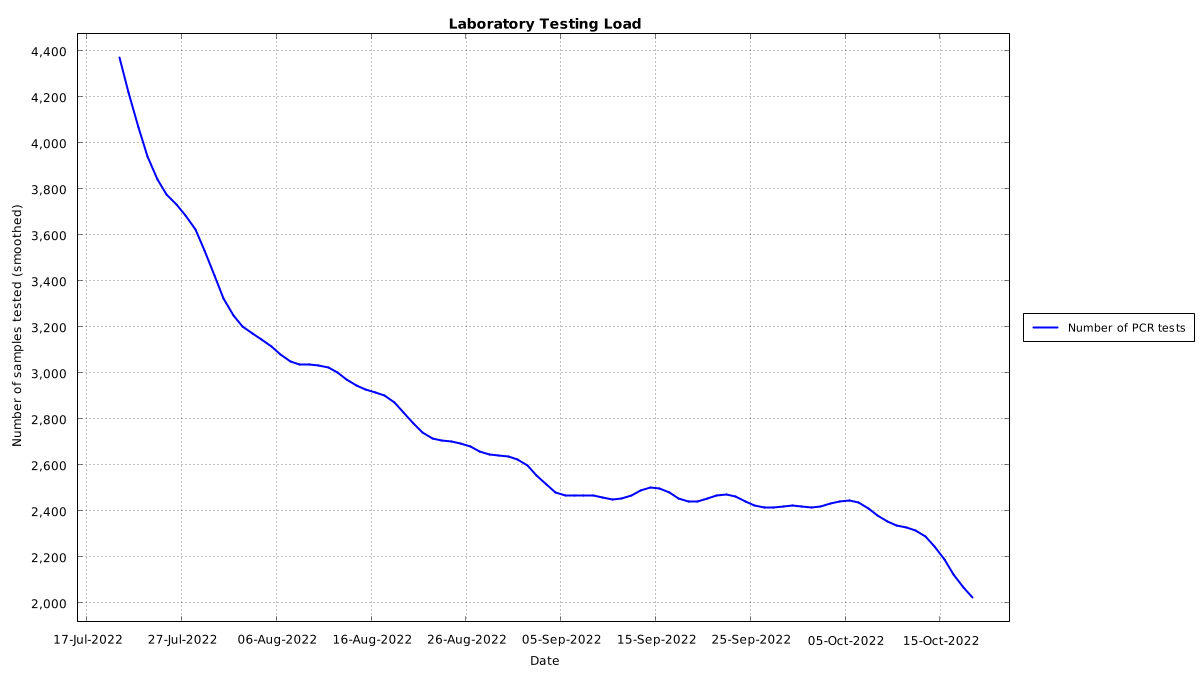 Laboratory Testing Load
Number of samples tested (smoothed)
4,400
4,200
4,000
3,800
3,600
3,400
3,200
3,000
2,800
2,600
2,400
2,200
2,000
17-Jul-2022 27-Jul-2022 06-Aug-2022 16-Aug-2022 26-Aug-2022 05-Sep-2022 15-Sep-2022 25-Sep-2022 05-Oct-2022 15-Oct-2022
Date
Number of PCR tests